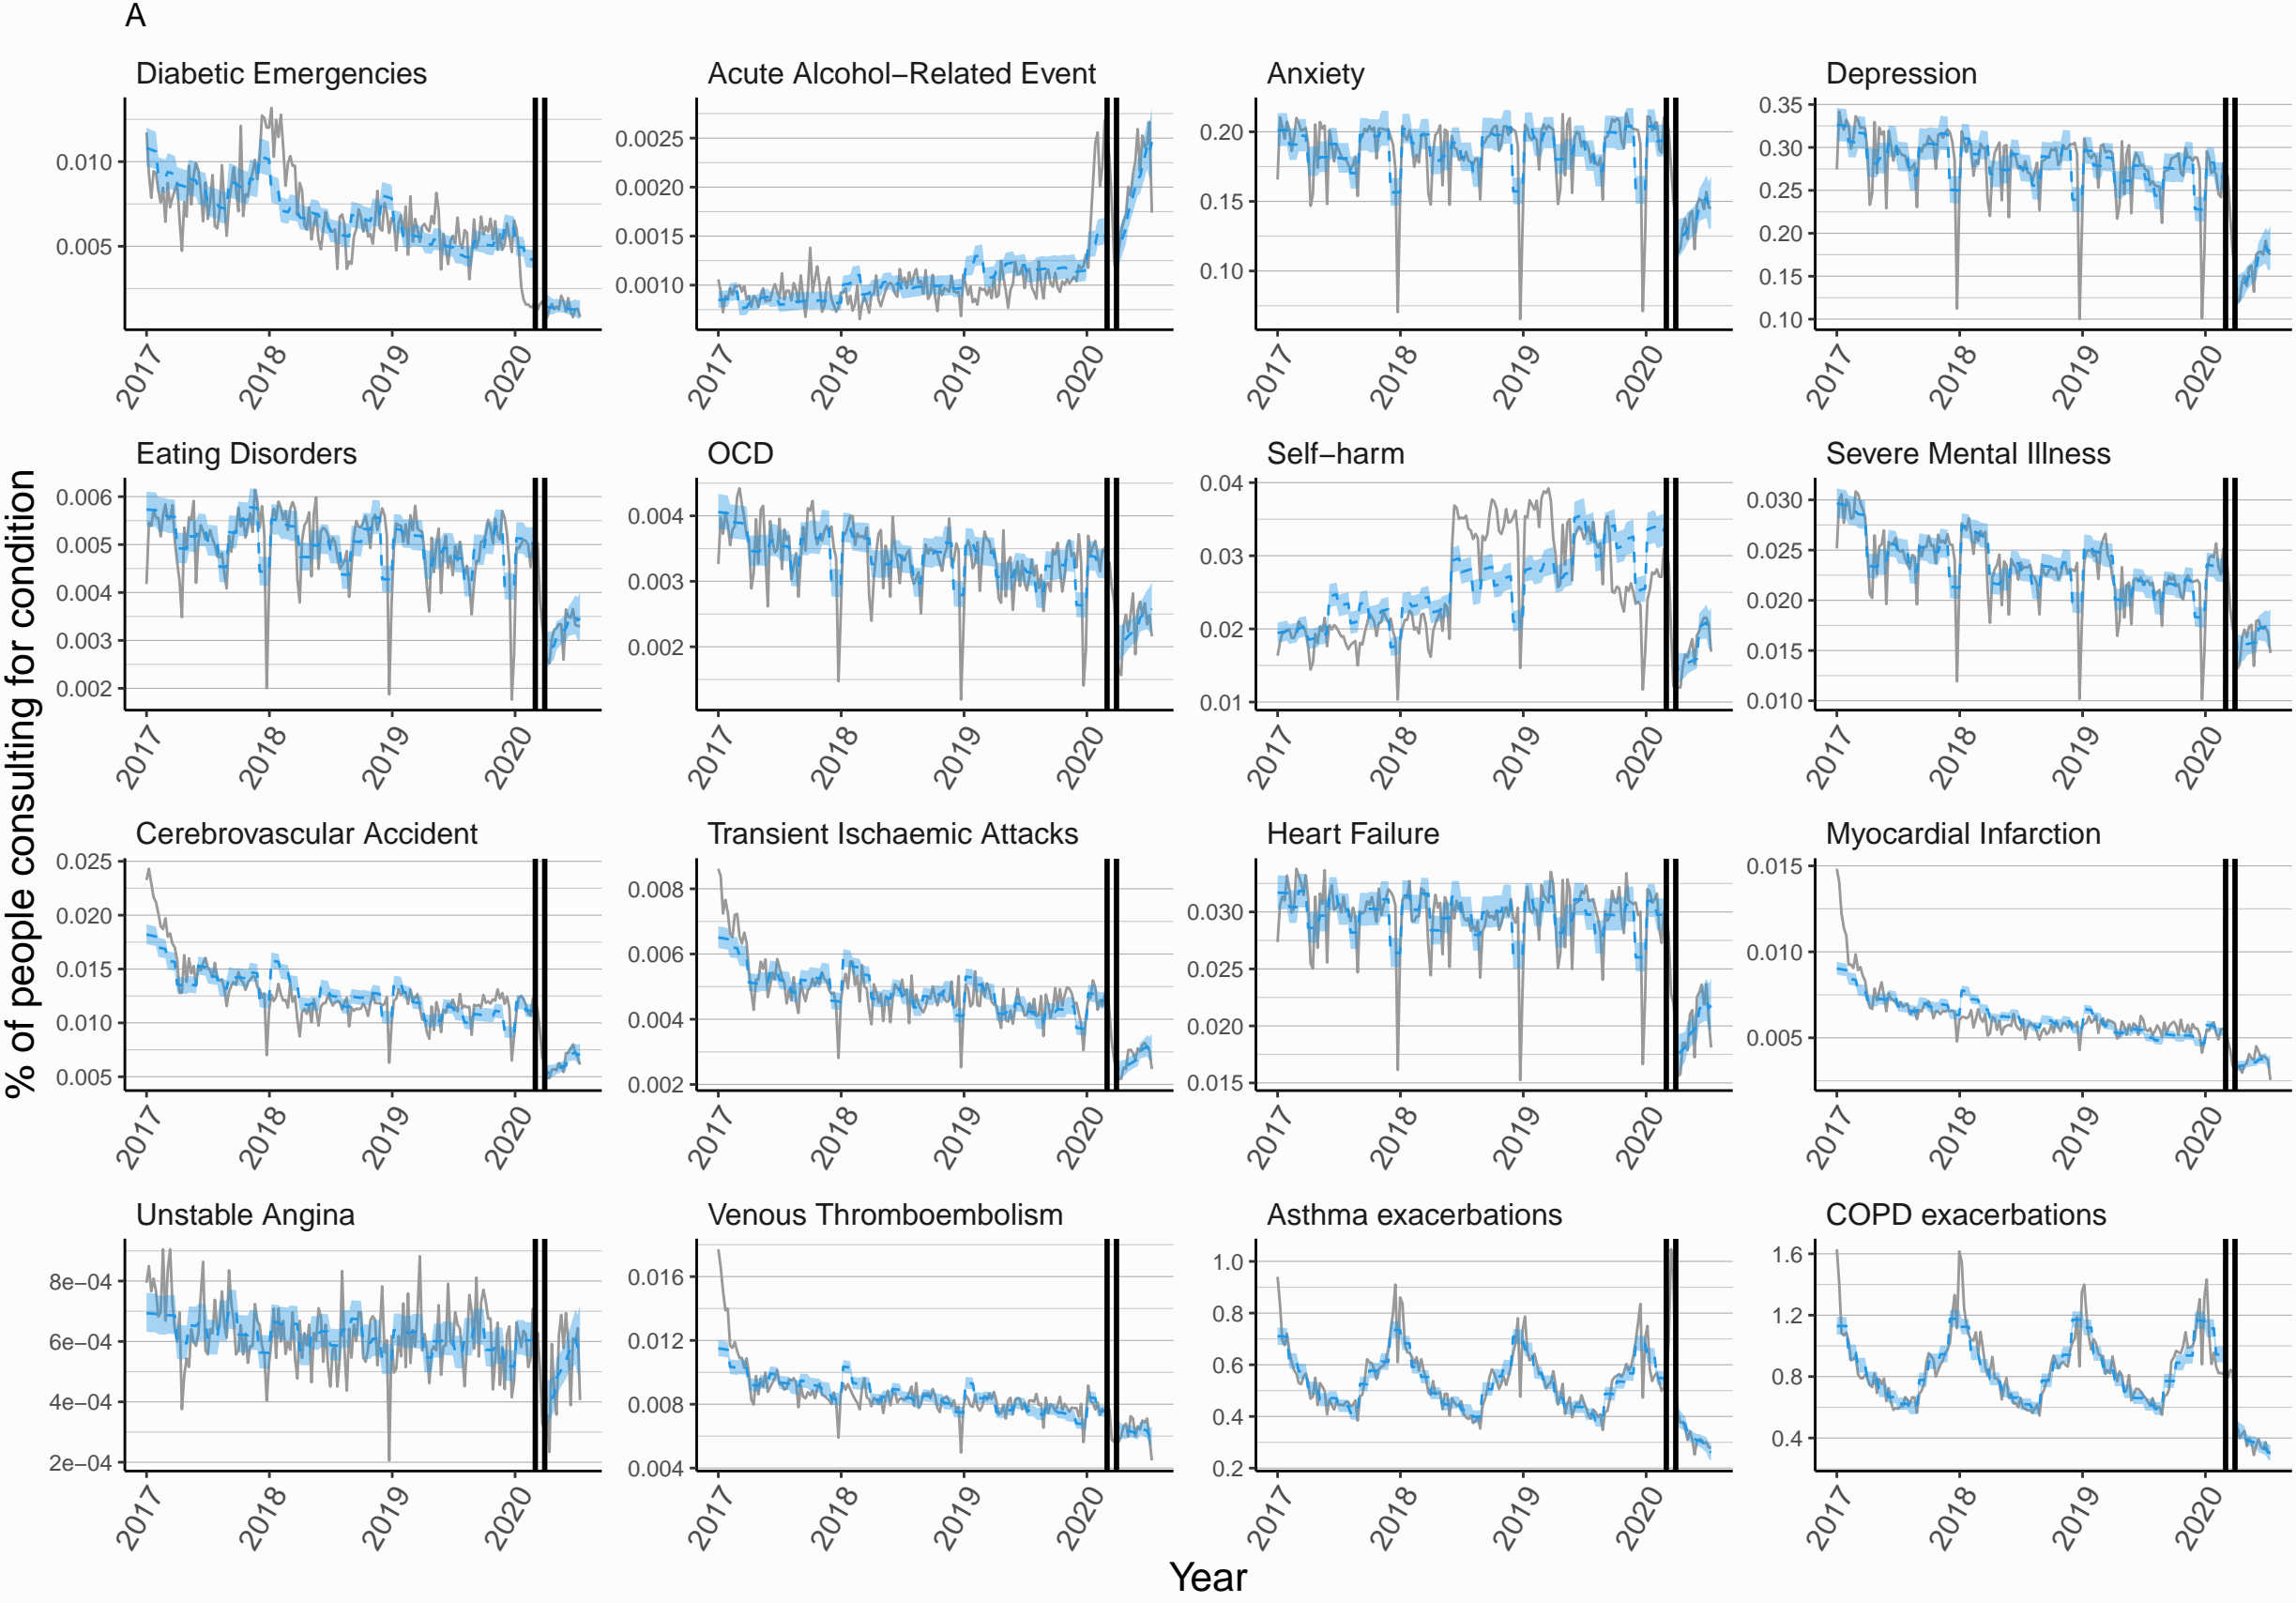 A
Diabetic Emergencies
Acute Alcohol−Related Event
Anxiety
Depression
0.010
0.005
2017 2018 2019 2020
0.0025
0.0020
0.0015
0.0010
2017 2018 2019 2020
0.20
0.15
0.10
2017 2018 2019 2020
0.35
0.30
0.25
0.20
0.15
0.10
2017 2018 2019 2020
% of people consulting for condition
Eating Disorders
OCD
Self−harm
Severe Mental Illness
0.006
0.005
0.004
0.003
0.002
2017 2018 2019 2020
0.004
0.003
0.002
2017 2018 2019 2020
0.04
0.03
0.02
0.01
2017 2018 2019 2020
0.030
0.025
0.020
0.015
0.010
2017 2018 2019 2020
Cerebrovascular Accident
Transient Ischaemic Attacks
Heart Failure
Myocardial Infarction
0.025
0.020
0.015
0.010
0.005
2017 2018 2019 2020
0.008
0.006
0.004
0.002
2017 2018 2019 2020
0.030
0.025
0.020
0.015
2017 2018 2019 2020
0.015
0.010
0.005
2017 2018 2019 2020
Unstable Angina
Venous Thromboembolism
Asthma exacerbations
COPD exacerbations
8e−04
6e−04
4e−04
2e−04
2017 2018 2019 2020
0.016
0.012
0.008
0.004
2017 2018 2019 2020
1.0
0.8
0.6
0.4
0.2
2017 2018 2019 2020
1.6
1.2
0.8
0.4
2017 2018 2019 2020
Year